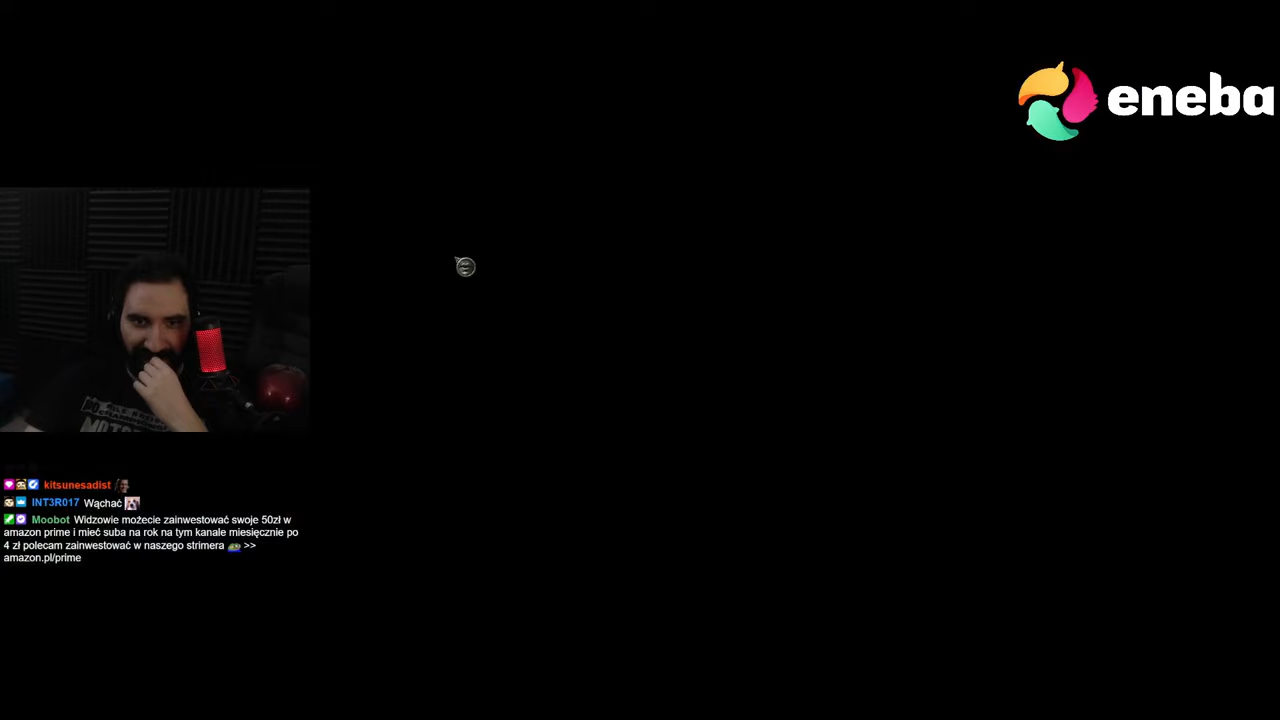 eneba
kitsunesadist
INT3R017 Wąchać
Moobot Widzowie możecie zainwestować swoje 50zł w
amazon prime i mieć suba na rok na tym kanale miesięcznie po
4 zł polecam zainwestować w naszego strimera >>
amazon.pl/prime